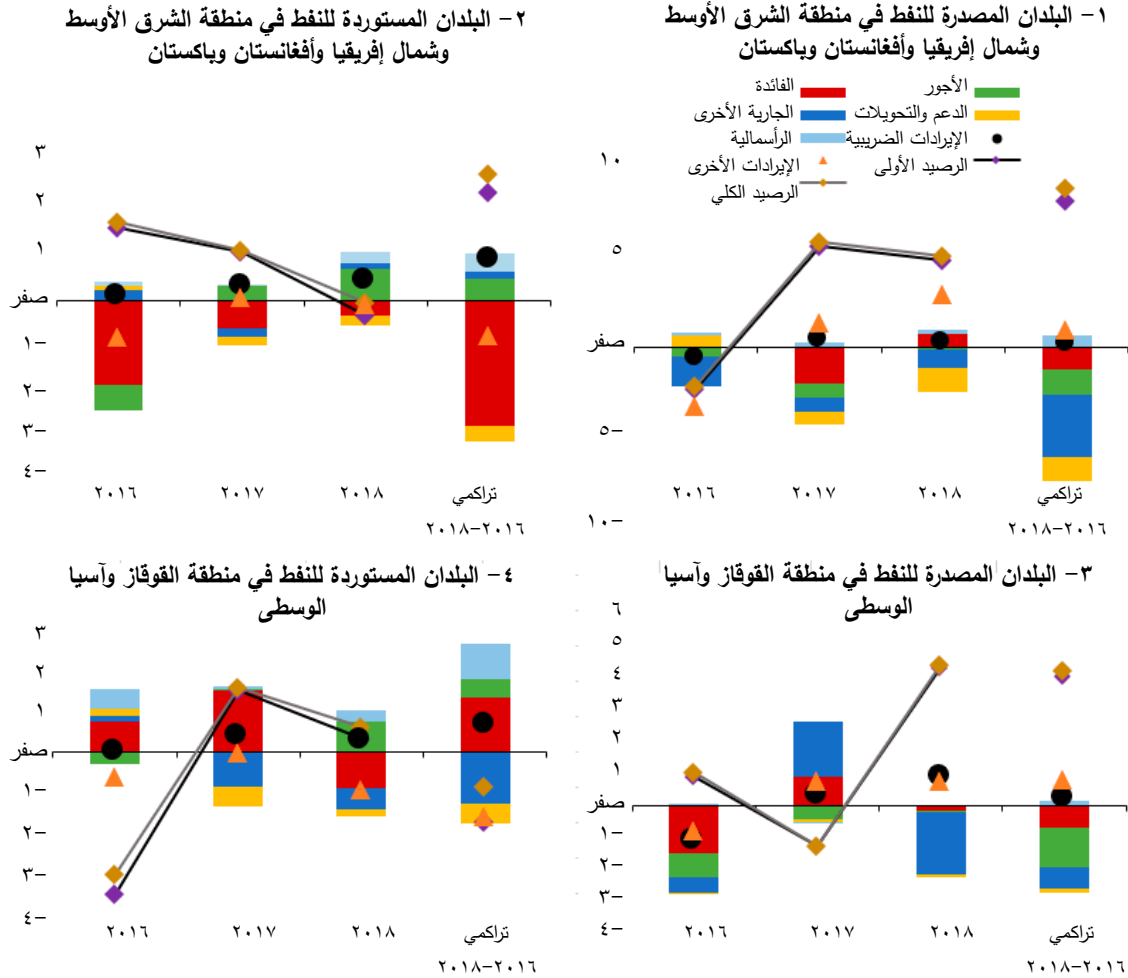 ١- البلدان المصدرة للنفط في منطقة الشرق الأوسط
وشمال إفريقيا وأفغانستان وباكستان
الأجور
الفائدة
الدعم والتحويلات
الجارية الأخرى
الإيرادات الضريبية
الرأسمالية
الرصيد الأولى
الإيرادات الأخرى
الرصيد الكلي
١٠
٥
صفر
٥-
١٠-
٢٠١٦
٢٠١٧
٢٠١٨
تراكمي
٢٠١٦-٢٠١٨
٢- البلدان المستوردة للنفط في منطقة الشرق الأوسط
وشمال إفريقيا وأفغانستان وباكستان
٣
٢
١
صفر
١-
٢-
٣-
٤-
٢٠١٦
٢٠١٧
٢٠١٨
تراكمي
٢٠١٦-٢٠١٨
٣- البلدان المصدرة للنفط في منطقة القوقاز وآسيا
الوسطى
٦
٥
٤
٣
٢
١
صفر
١-
٢-
٣-
٤-
٢٠١٦
٢٠١٧
٢٠١٨
تراكمي
٢٠١٦-٢٠١٨
٤- البلدان المستوردة للنفط في منطقة القوقاز وآسيا
الوسطى
٣
٢
١
صفر
١-
٢-
٣-
٤-
٢٠١٦
٢٠١٧
٢٠١٨
تراكمي
٢٠١٦-٢٠١٨